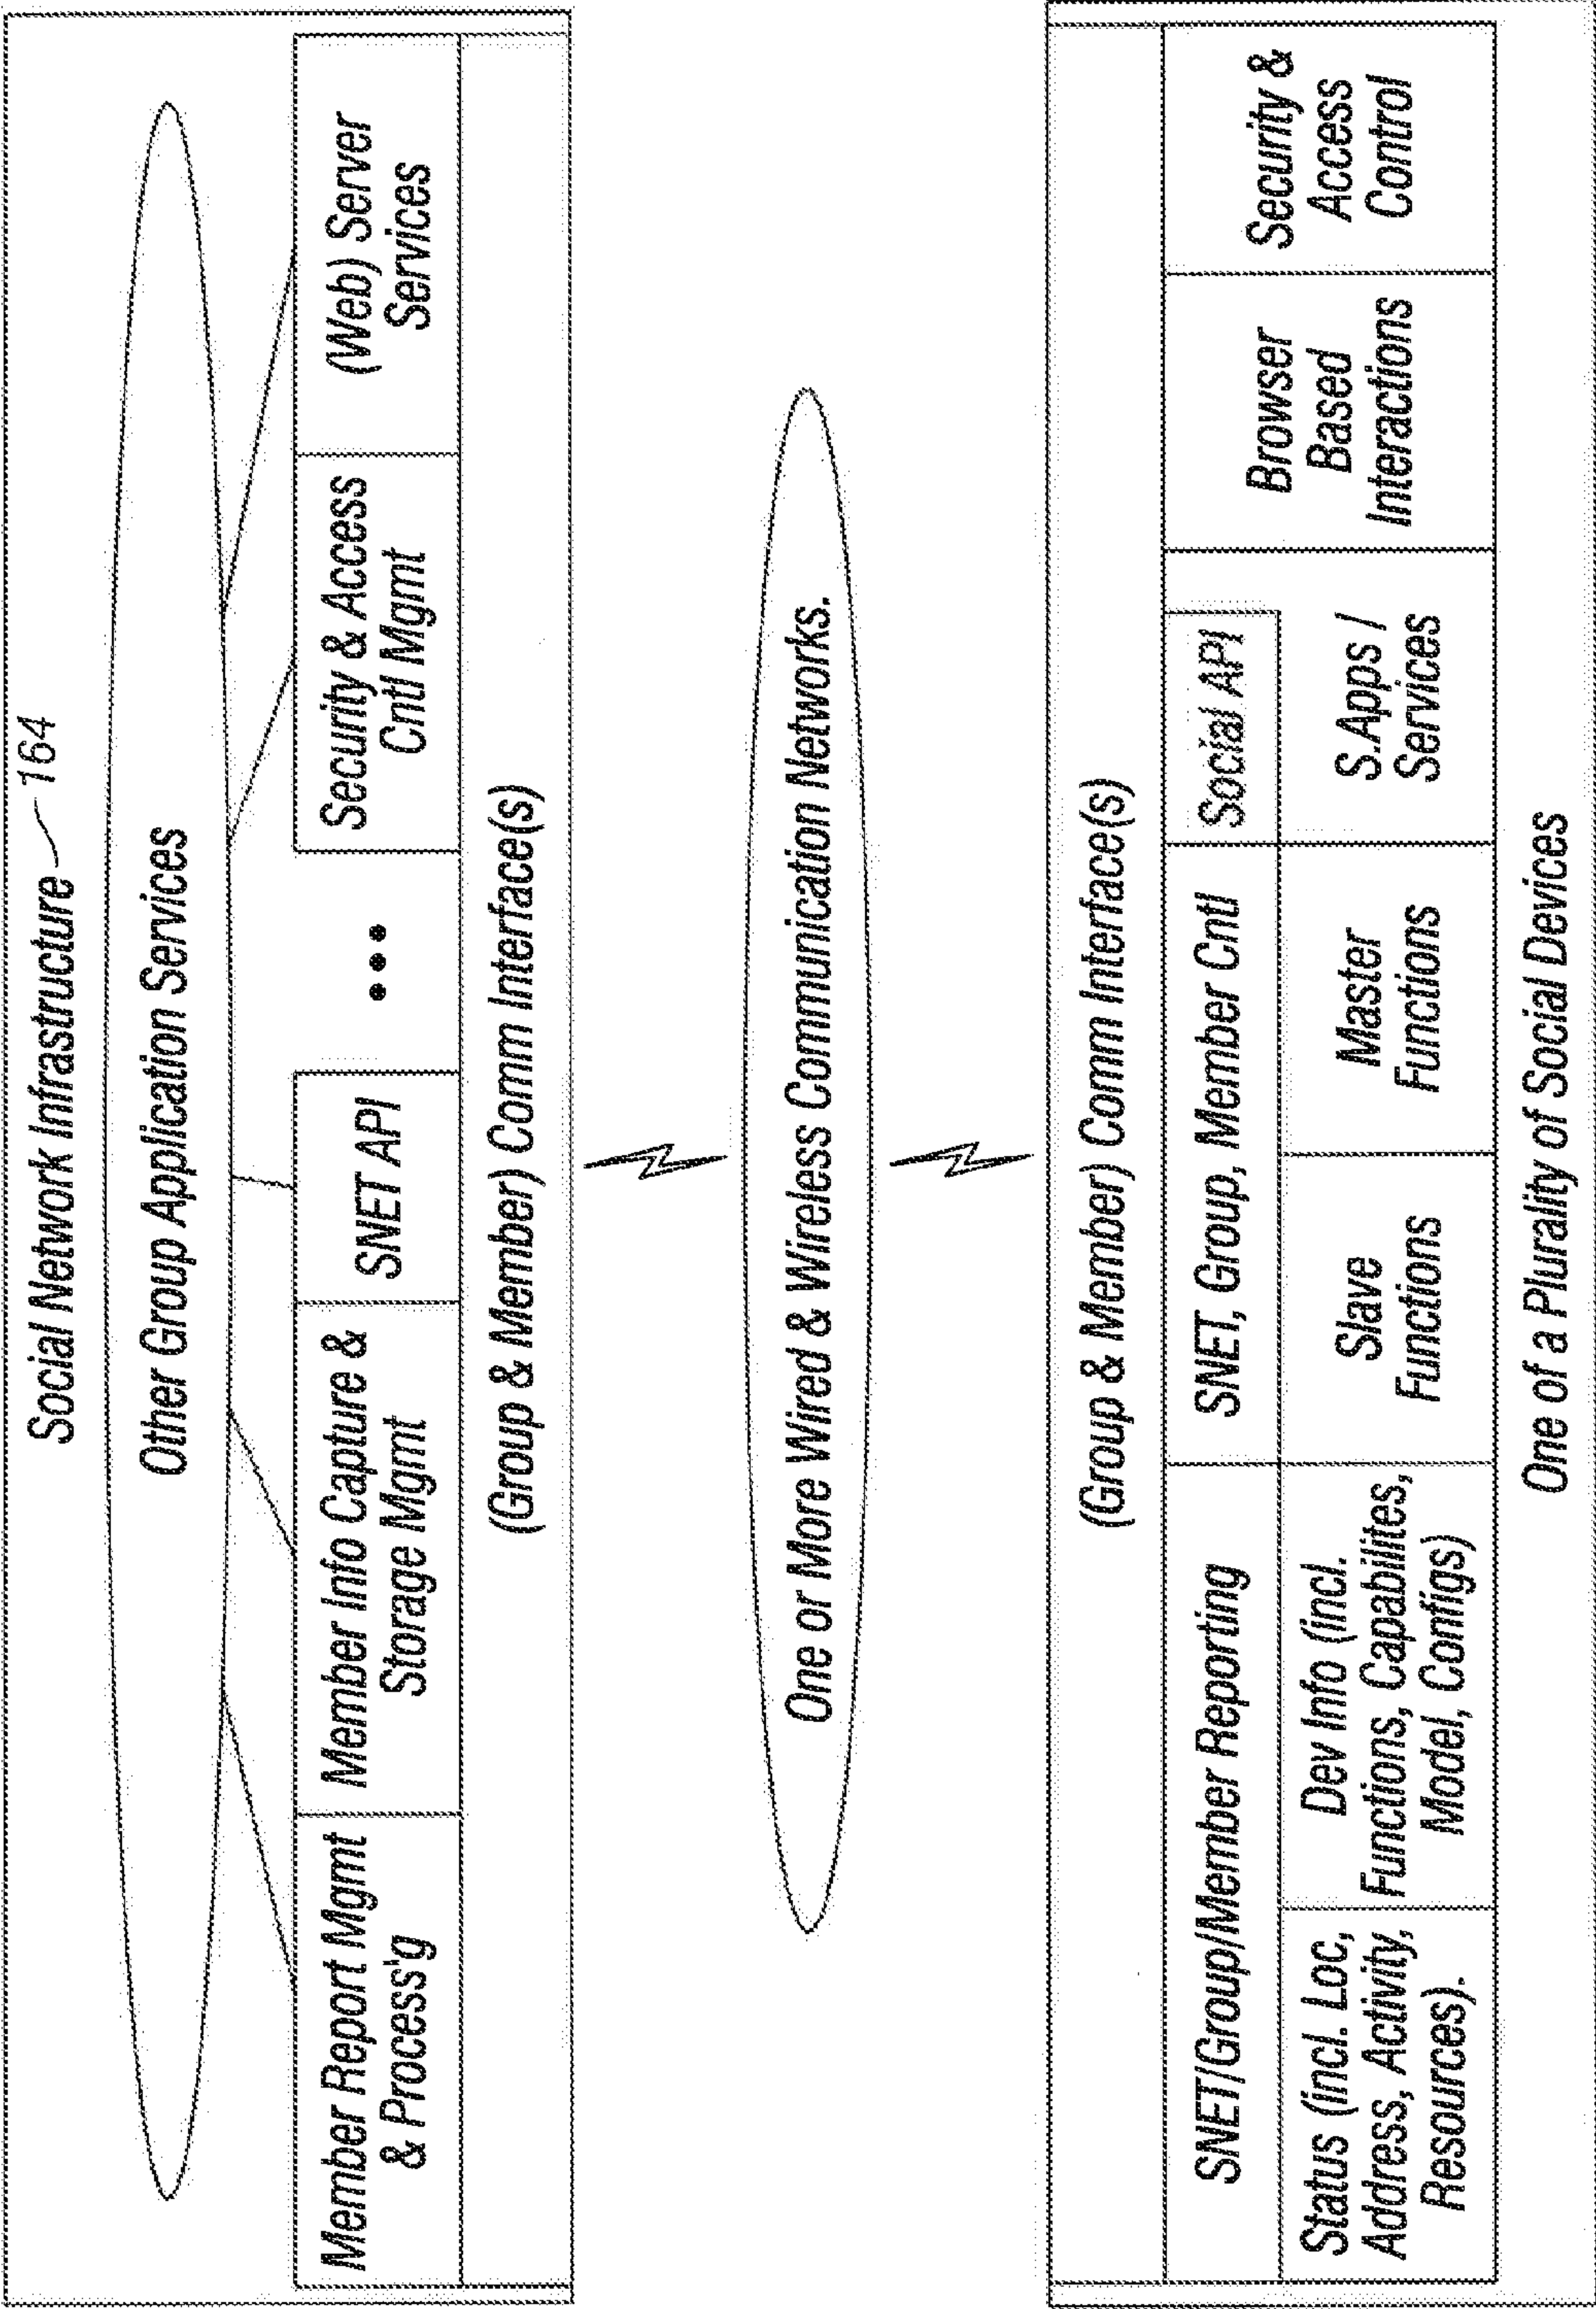 Social Network Infrastructure 164
Other Group Application Services
Member Report Mgmt
& Process'g
Member Info Capture &
Storage Mgmt
SNET API
•••
Security & Access
Cntl Mgmt
(Web) Server
Services
(Group & Member) Comm Interface(s)
One or More Wired & Wireless Communication Networks.
(Group & Member) Comm Interface(s)
SNET/Group/Member Reporting
SNET, Group, Member Cntl
Social API
Status (incl. Loc,
Address, Activity,
Resources).
Dev Info (incl.
Functions, Capabilites,
Model, Configs)
Slave
Functions
Master
Functions
S.Apps /
Services
Browser
Based
Interactions
Security &
Access
Control
One of a Plurality of Social Devices